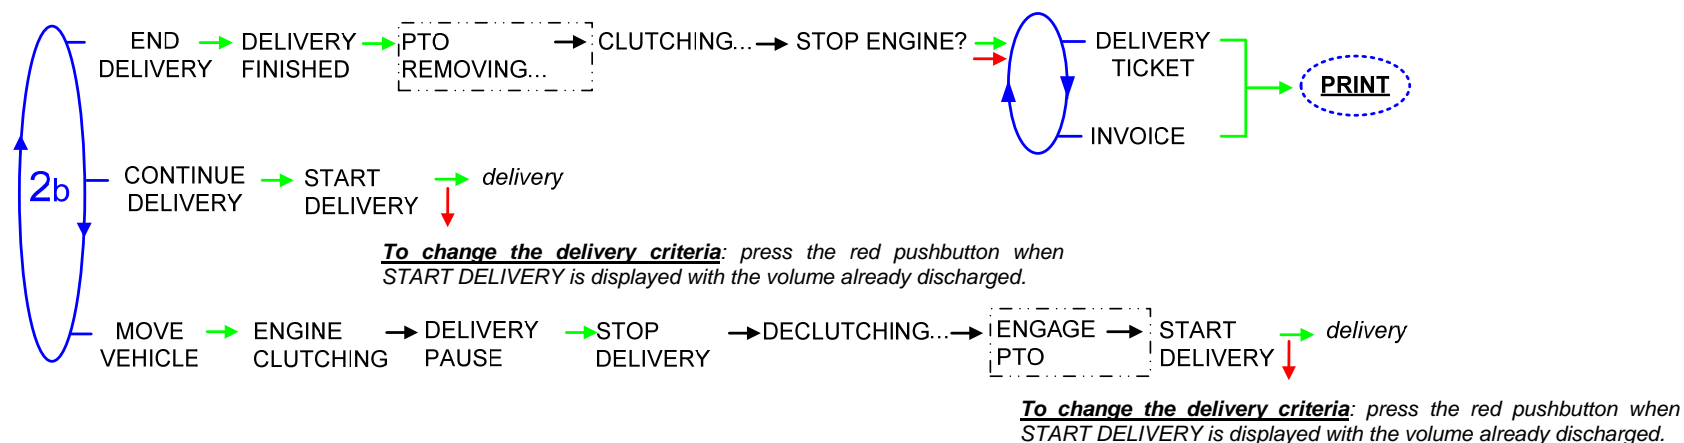 END DELIVERY
DELIVERY FINISHED
PTO REMOVING...
CLUTCHING...
STOP ENGINE?
DELIVERY TICKET
INVOICE
PRINT
2b
CONTINUE DELIVERY
START DELIVERY
delivery
To change the delivery criteria: press the red pushbutton when
START DELIVERY is displayed with the volume already discharged.
MOVE VEHICLE
ENGINE CLUTCHING
DELIVERY PAUSE
STOP DELIVERY
DECLUTCHING...
ENGAGE PTO
START DELIVERY
delivery
To change the delivery criteria: press the red pushbutton when
START DELIVERY is displayed with the volume already discharged.